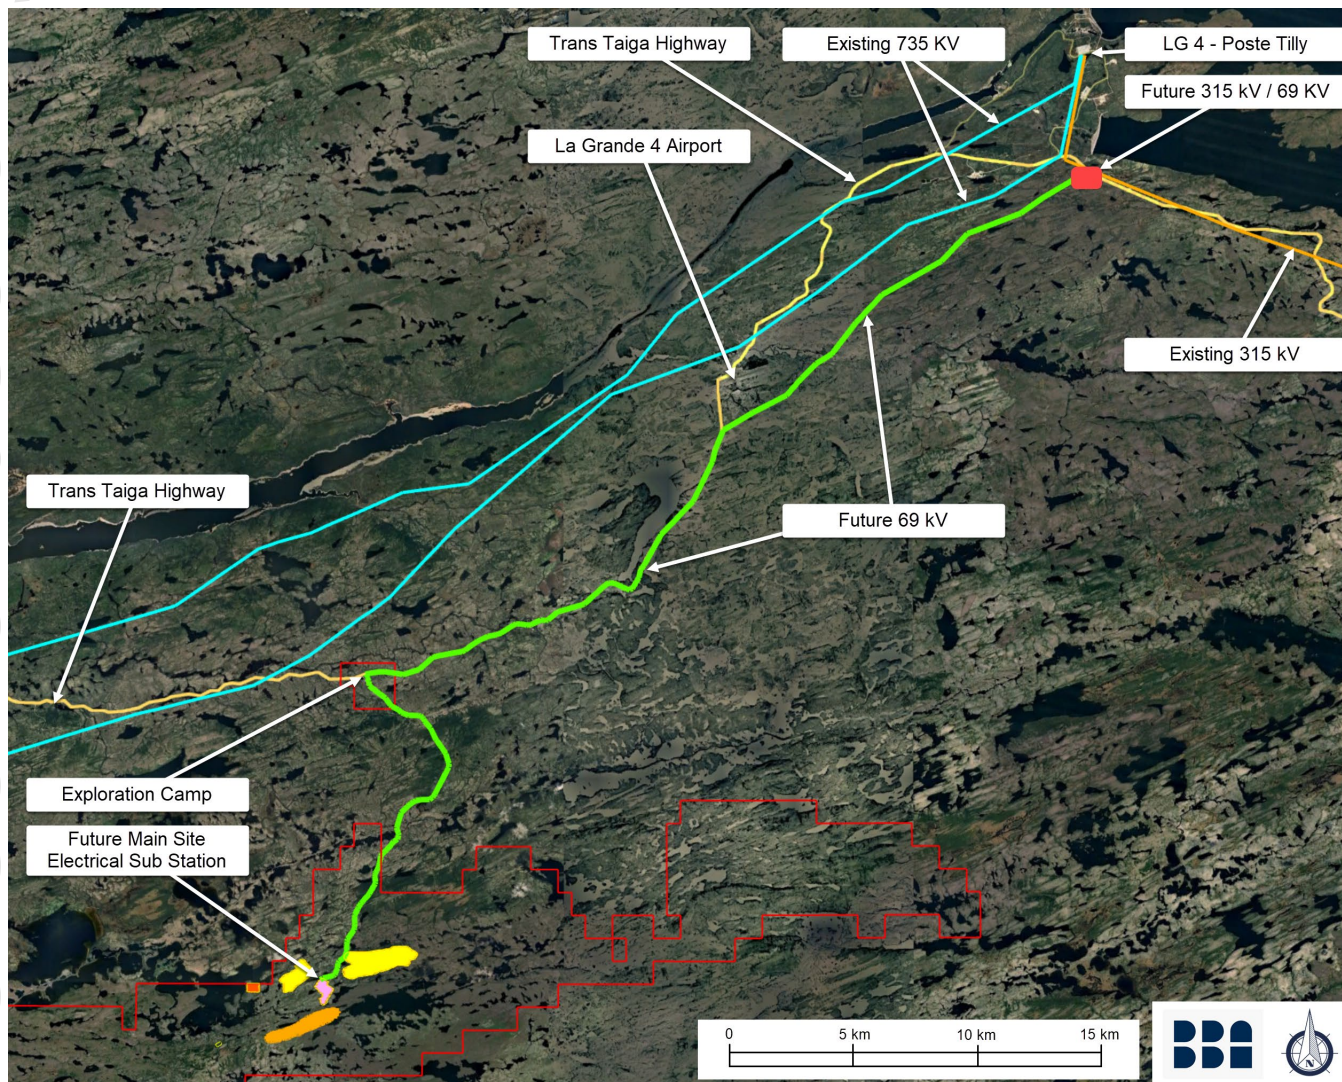 Trans Taiga Highway
Existing 735 KV
LG 4 - Poste Tilly
Future 315 kV / 69 KV
La Grande 4 Airport
Existing 315 kV
Trans Taiga Highway
Future 69 kV
Exploration Camp
Future Main Site
Electrical Sub Station
0 5 km 10 km 15 km
BBA
BBA
N